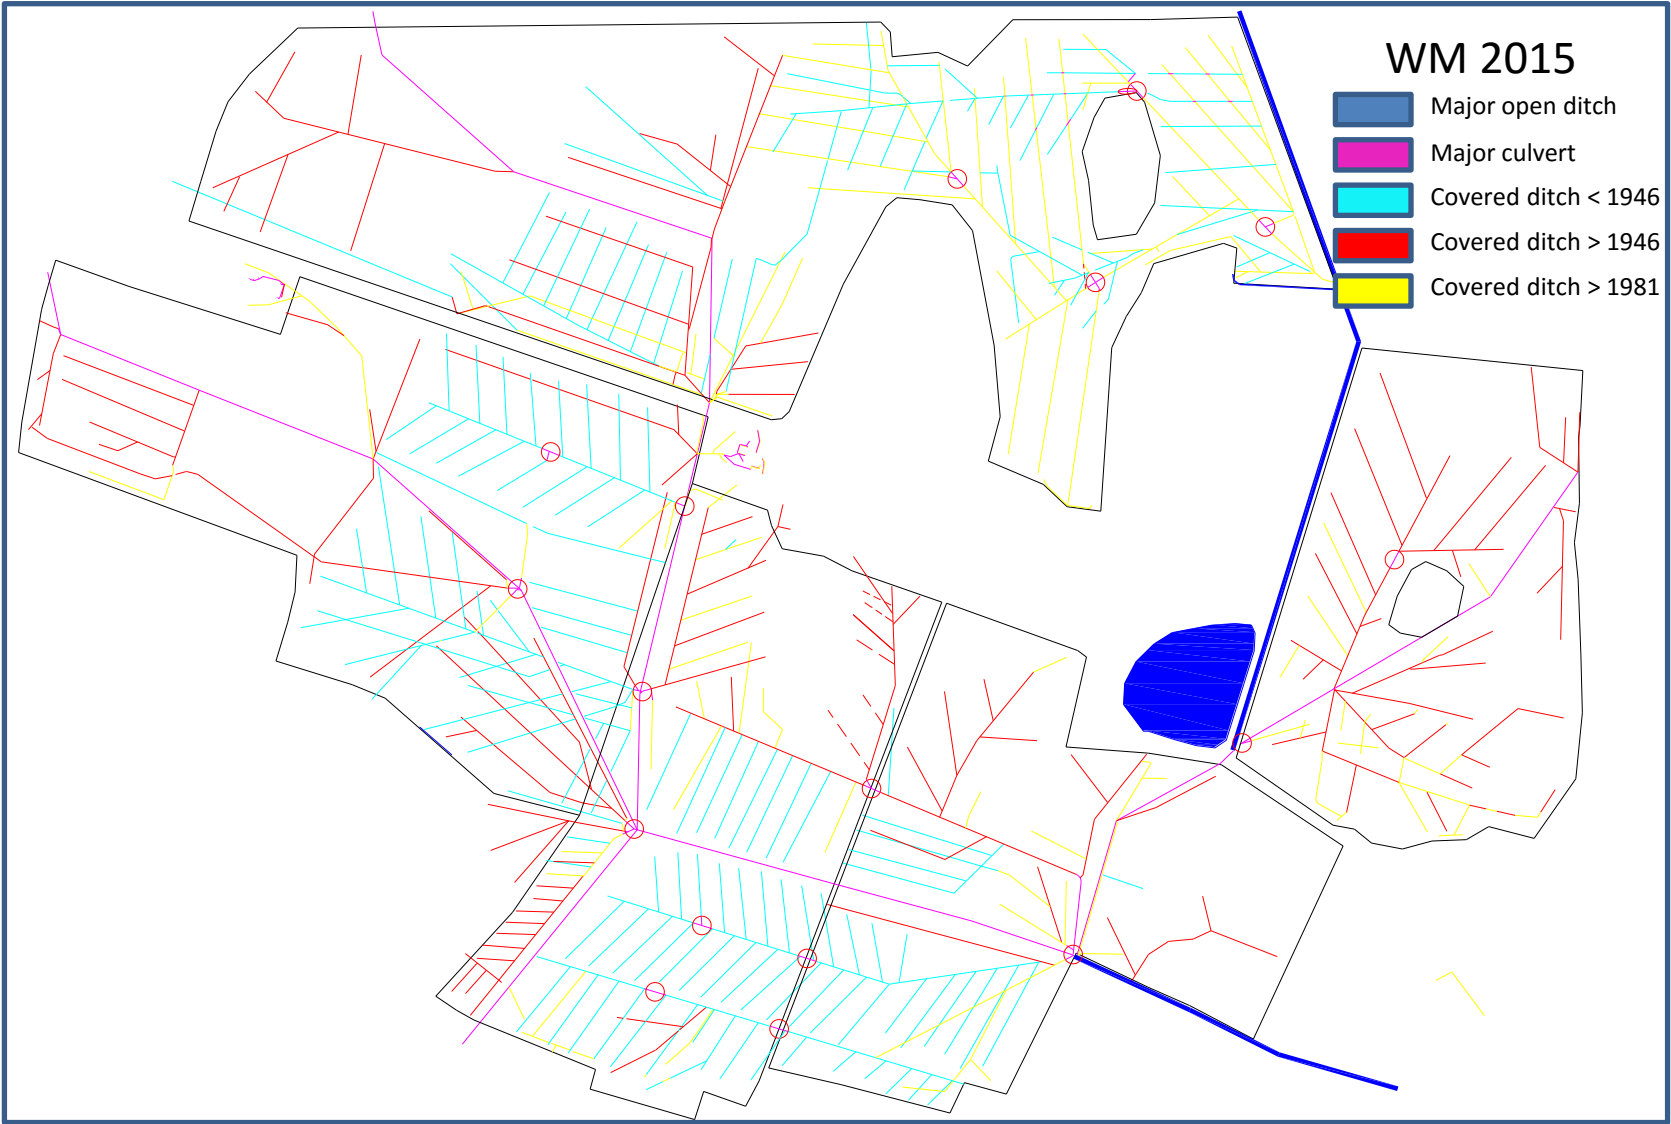 WM 2015
Major open ditch
Major culvert
Covered ditch < 1946
Covered ditch > 1946
Covered ditch > 1981